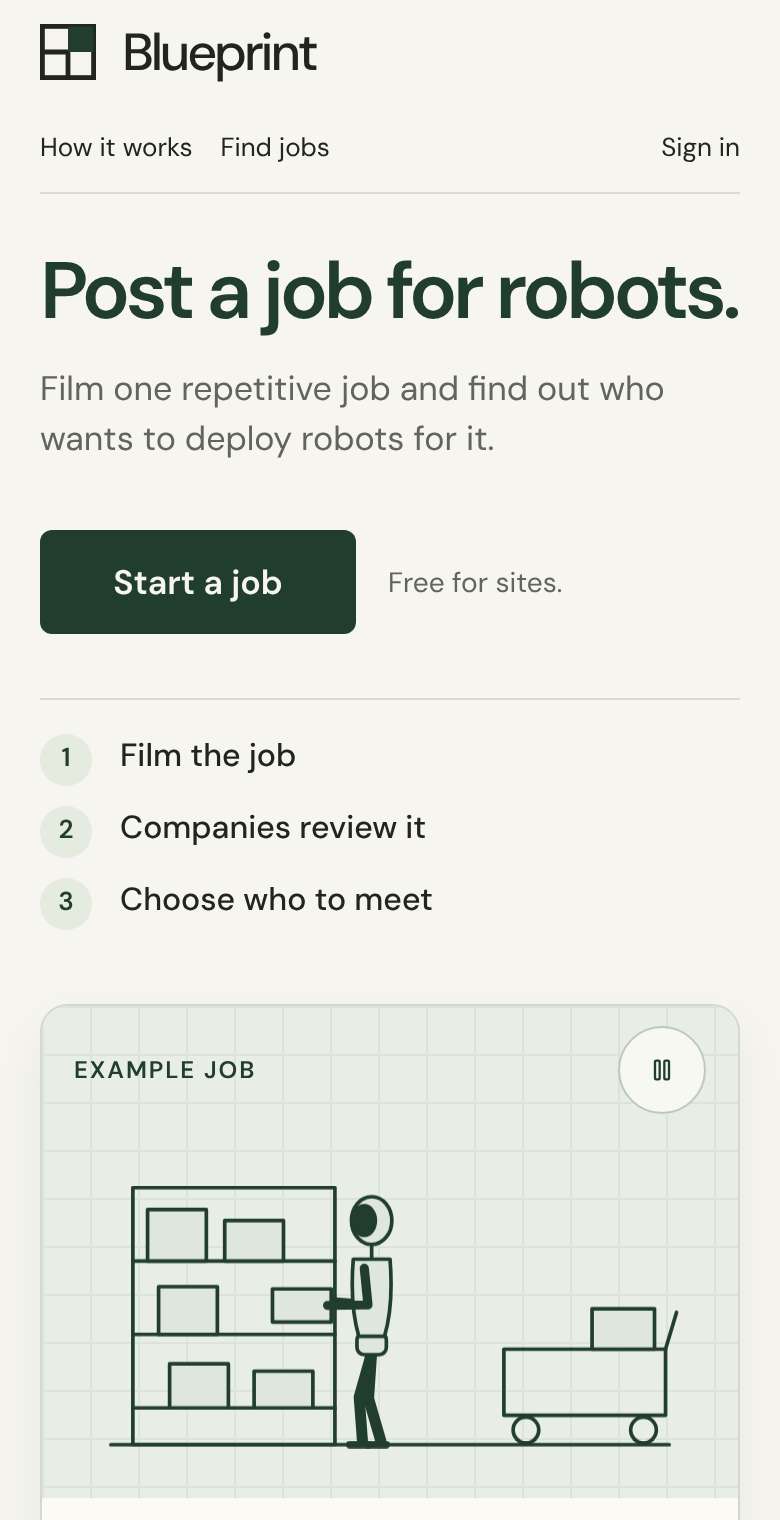 Blueprint
How it works Find jobs Sign in
Post a job for robots.
Film one repetitive job and find out who
wants to deploy robots for it.
Start a job Free for sites.
1 Film the job
2 Companies review it
3 Choose who to meet
EXAMPLE JOB